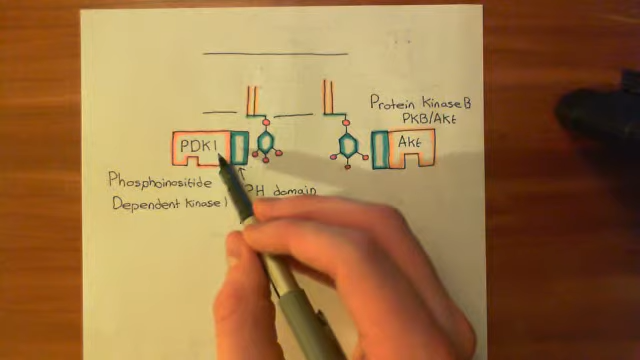 Protein Kinase B
PKB/Akt
PDK1
Akt
Phosphoinositide
Dependent Kinase 1
PH domain